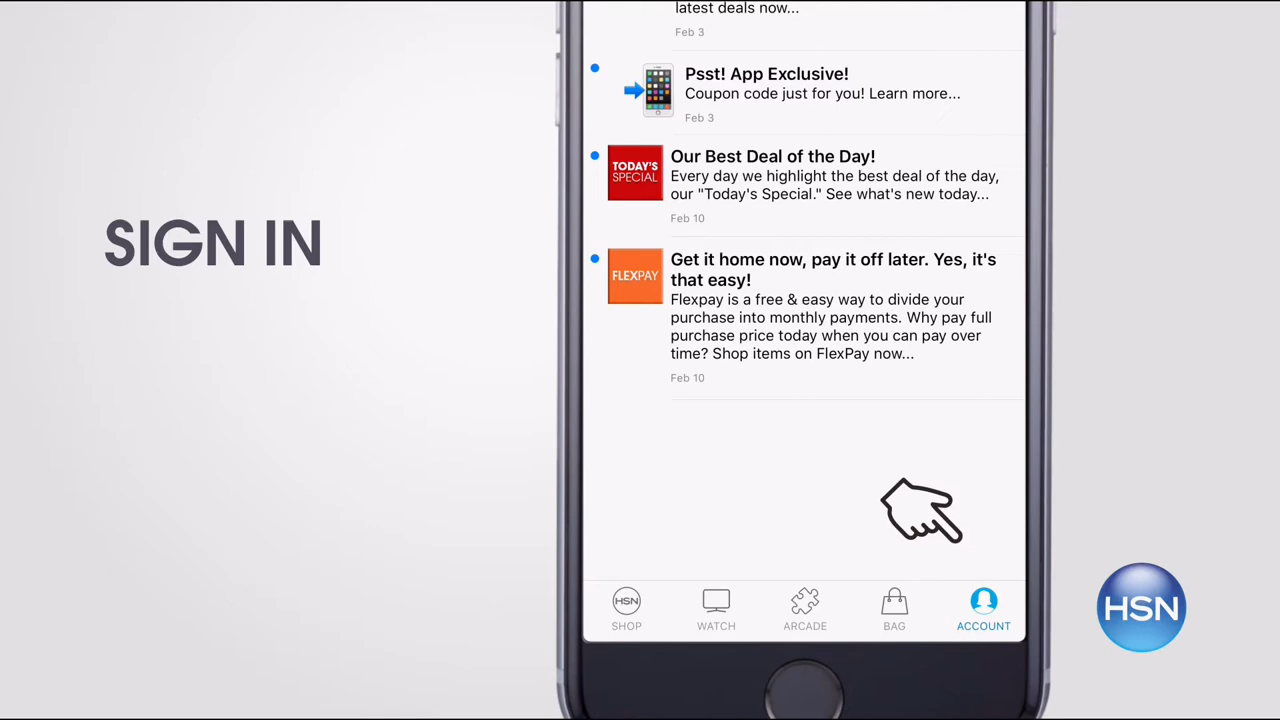 SIGN IN
latest deals now...
Feb 3
Psst! App Exclusive!
Coupon code just for you! Learn more...
Feb 3
TODAY'S
SPECIAL
Our Best Deal of the Day!
Every day we highlight the best deal of the day,
our "Today's Special." See what's new today...
Feb 10
FLEXPAY
Get it home now, pay it off later. Yes, it's
that easy!
Flexpay is a free & easy way to divide your
purchase into monthly payments. Why pay full
purchase price today when you can pay over
time? Shop items on FlexPay now...
Feb 10
HSN
SHOP
WATCH
ARCADE
BAG
ACCOUNT
HSN